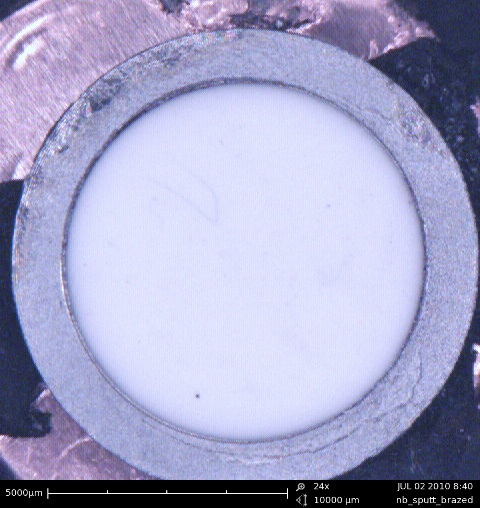 5000µm
24x
10000 µm
JUL 02 2010 8:40
nb_sputt_brazed